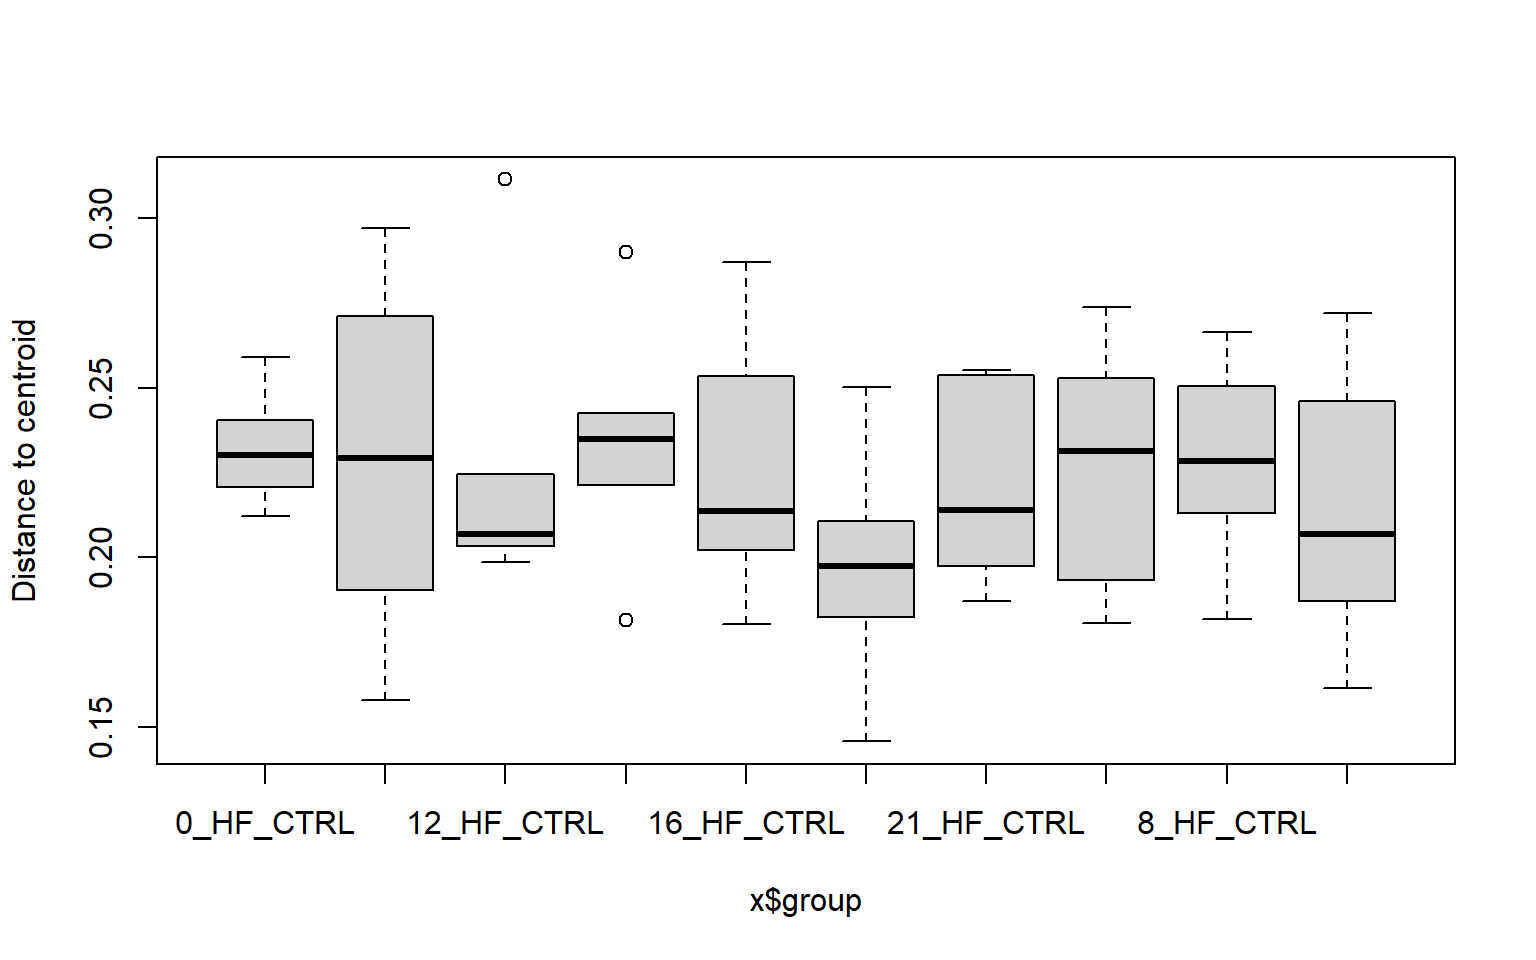 Distance to centroid
0.30
0.25
0.20
0.15
0_HF_CTRL 12_HF_CTRL 16_HF_CTRL 21_HF_CTRL 8_HF_CTRL
x$group